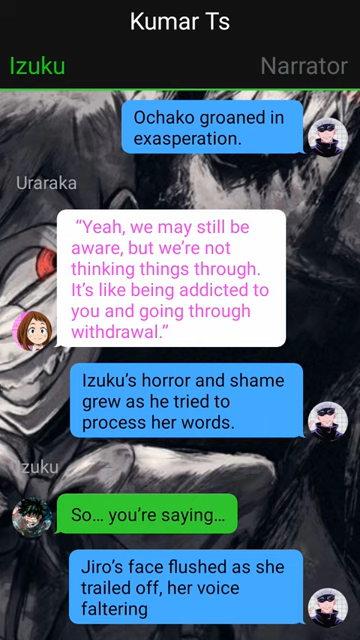 Kumar Ts
Izuku
Narrator
Ochako groaned in
exasperation.
Uraraka
“Yeah, we may still be
aware, but we’re not
thinking things through.
It’s like being addicted to
you and going through
withdrawal.”
Izuku’s horror and shame
grew as he tried to
process her words.
zuku
So… you’re saying…
Jiro’s face flushed as she
trailed off, her voice
faltering